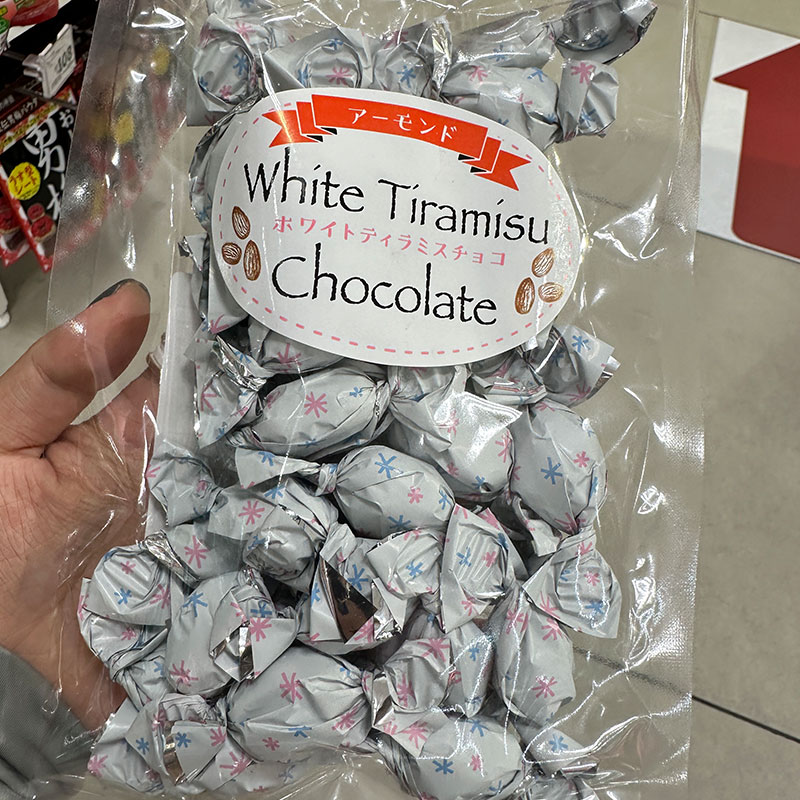 アーモンド
White Tiramisu
ホワイトティラミスチョコ
Chocolate
男